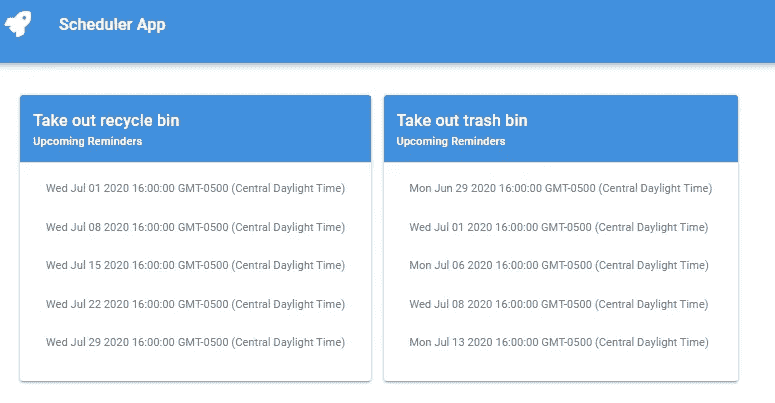 Scheduler App
Take out recycle bin
Upcoming Reminders
Wed Jul 01 2020 16:00:00 GMT-0500 (Central Daylight Time)
Wed Jul 08 2020 16:00:00 GMT-0500 (Central Daylight Time)
Wed Jul 15 2020 16:00:00 GMT-0500 (Central Daylight Time)
Wed Jul 22 2020 16:00:00 GMT-0500 (Central Daylight Time)
Wed Jul 29 2020 16:00:00 GMT-0500 (Central Daylight Time)
Take out trash bin
Upcoming Reminders
Mon Jun 29 2020 16:00:00 GMT-0500 (Central Daylight Time)
Wed Jul 01 2020 16:00:00 GMT-0500 (Central Daylight Time)
Mon Jul 06 2020 16:00:00 GMT-0500 (Central Daylight Time)
Wed Jul 08 2020 16:00:00 GMT-0500 (Central Daylight Time)
Mon Jul 13 2020 16:00:00 GMT-0500 (Central Daylight Time)